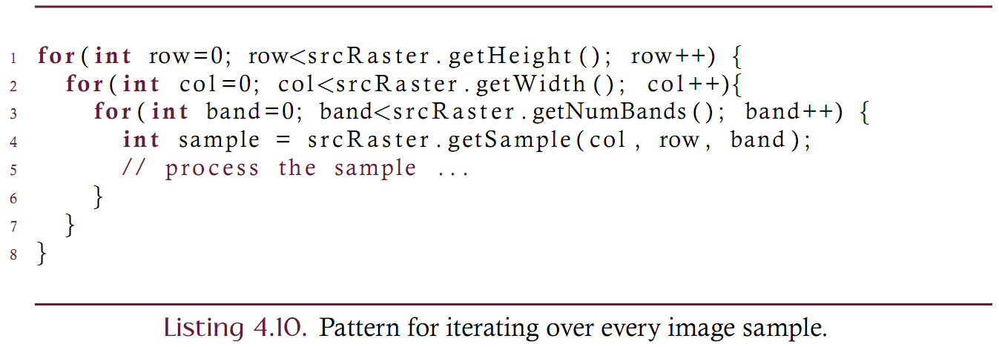 1 for(int row=0; row<srcRaster.getHeight(); row++) {
2   for(int col=0; col<srcRaster.getWidth(); col++){
3     for(int band=0; band<srcRaster.getNumBands(); band++) {
4       int sample = srcRaster.getSample(col, row, band);
5       // process the sample ...
6     }
7   }
8 }
Listing 4.10. Pattern for iterating over every image sample.